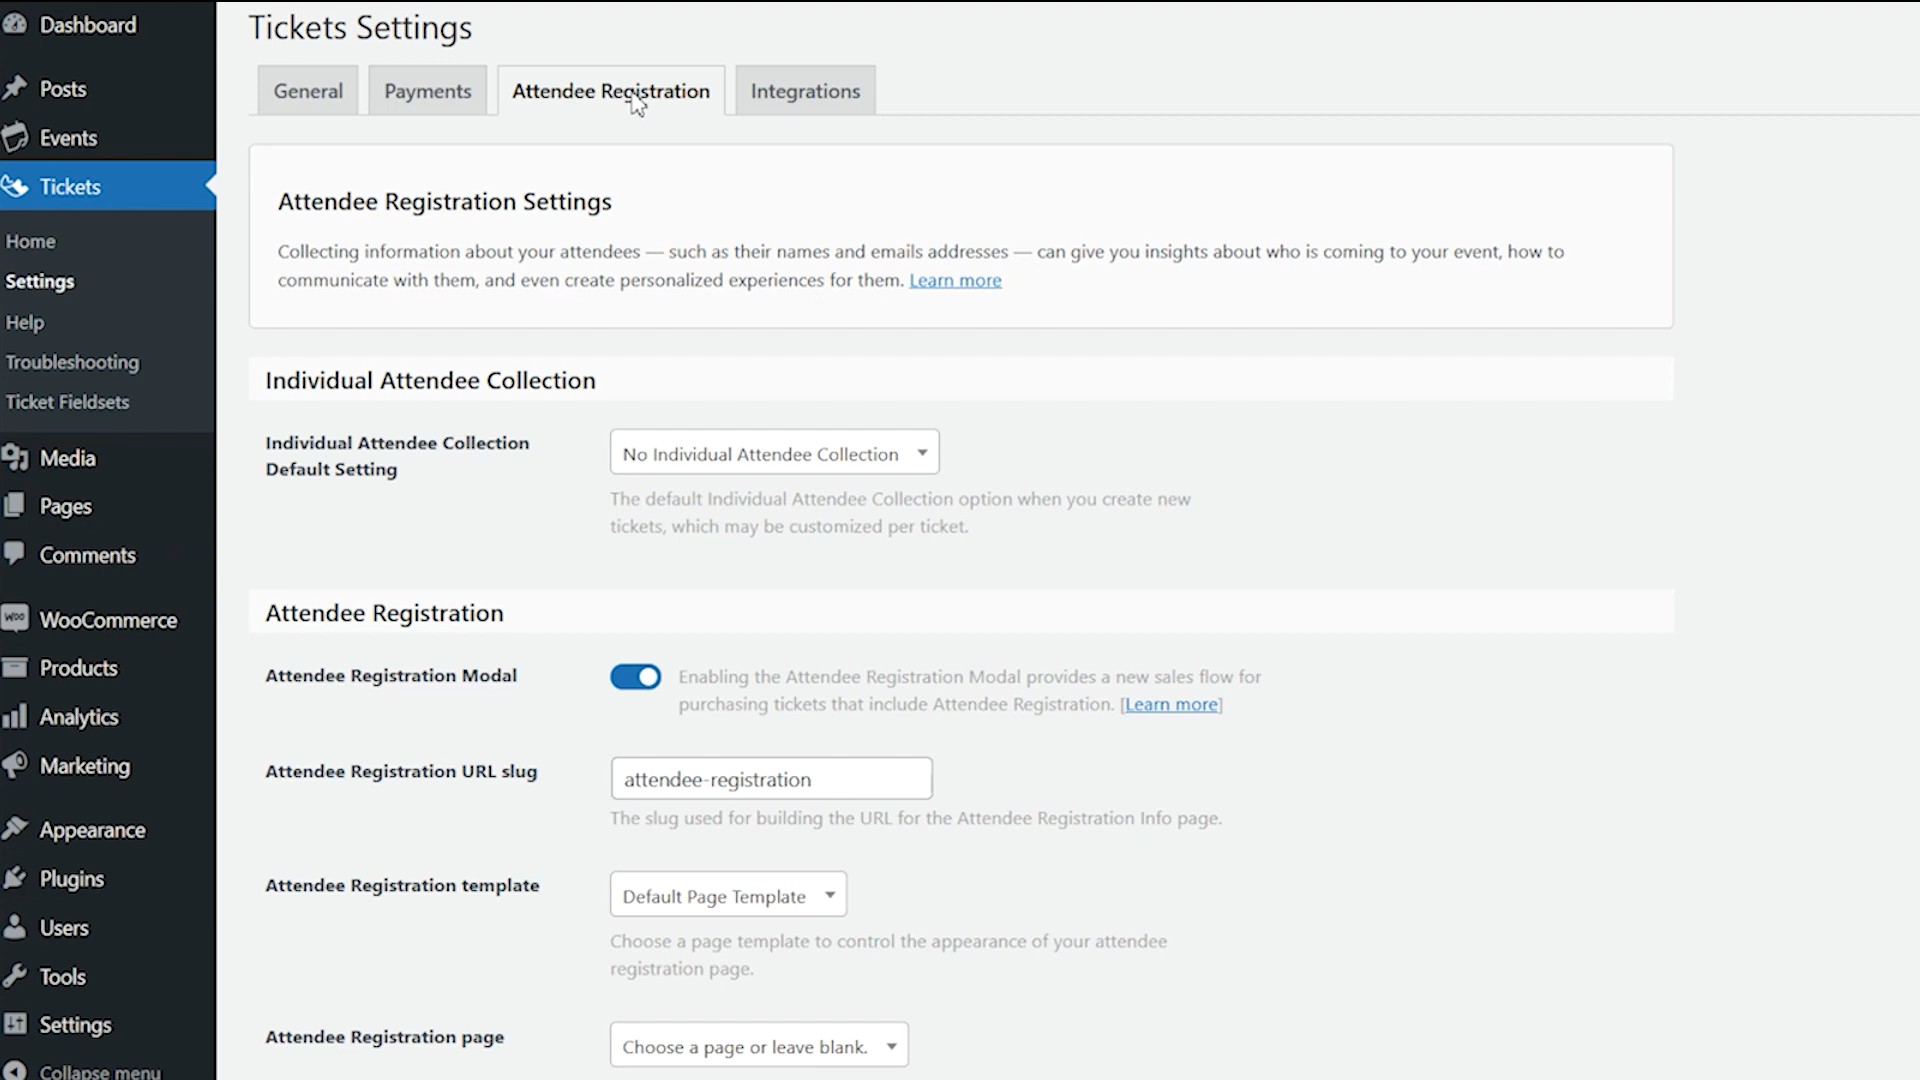 Dashboard
Posts
Events
Tickets
Home
Settings
Help
Troubleshooting
Ticket Fieldsets
Media
Pages
Comments
Woo
WooCommerce
Products
Analytics
Marketing
Appearance
Plugins
Users
Tools
Settings
Collapse menu
Tickets Settings
General
Payments
Attendee Registration
Integrations
Attendee Registration Settings
Collecting information about your attendees — such as their names and emails addresses — can give you insights about who is coming to your event, how to
communicate with them, and even create personalized experiences for them. Learn more
Individual Attendee Collection
Individual Attendee Collection
Default Setting
No Individual Attendee Collection
The default Individual Attendee Collection option when you create new
tickets, which may be customized per ticket.
Attendee Registration
Attendee Registration Modal
Enabling the Attendee Registration Modal provides a new sales flow for
purchasing tickets that include Attendee Registration. [Learn more]
Attendee Registration URL slug
attendee-registration
The slug used for building the URL for the Attendee Registration Info page.
Attendee Registration template
Default Page Template
Choose a page template to control the appearance of your attendee
registration page.
Attendee Registration page
Choose a page or leave blank.